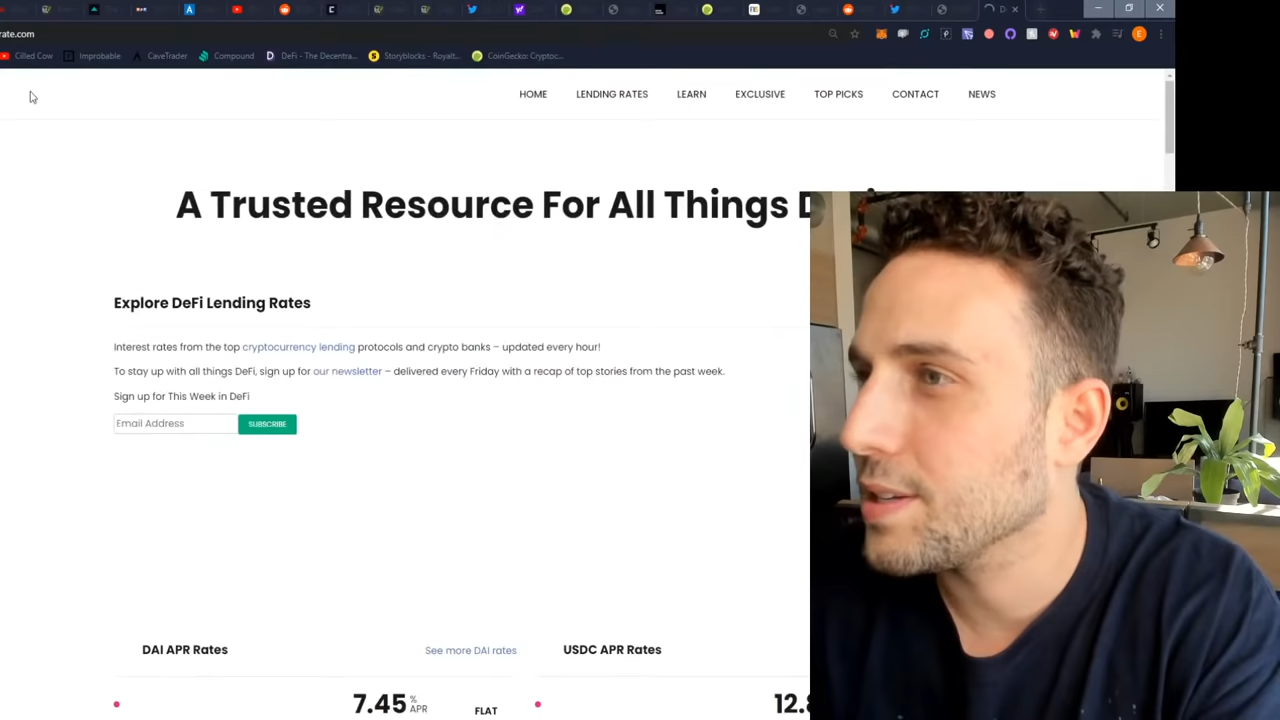 rate.com
Cilled Cow Improbable CaveTrader Compound DeFi - The Decentra... Storyblocks - Royalt... CoinGecko: Cryptoc...
HOME LENDING RATES LEARN EXCLUSIVE TOP PICKS CONTACT NEWS
A Trusted Resource For All Things
Explore DeFi Lending Rates
Interest rates from the top cryptocurrency lending protocols and crypto banks – updated every hour!
To stay up with all things DeFi, sign up for our newsletter – delivered every Friday with a recap of top stories from the past week.
Sign up for This Week in DeFi
Email Address SUBSCRIBE
DAI APR Rates See more DAI rates USDC APR Rates
7.45 % APR FLAT 12.8